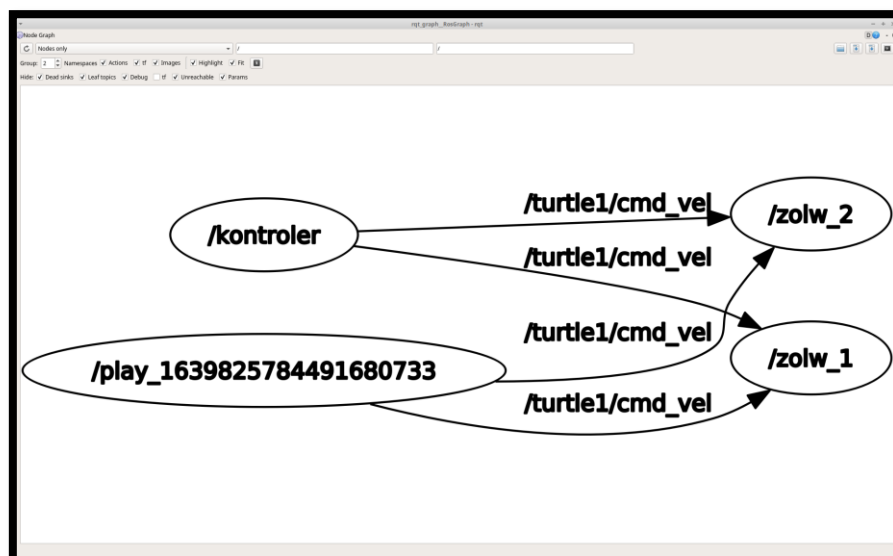 rqt_graph__RosGraph - rqt
Node Graph
D
Nodes only / /
Group: 2 Namespaces Actions tf Images Highlight Fit
Hide: Dead sinks Leaf topics Debug tf Unreachable Params
/turtle1/cmd_vel
/zolw_2
/kontroler
/turtle1/cmd_vel
/turtle1/cmd_vel
/zolw_1
/play_1639825784491680733
/turtle1/cmd_vel